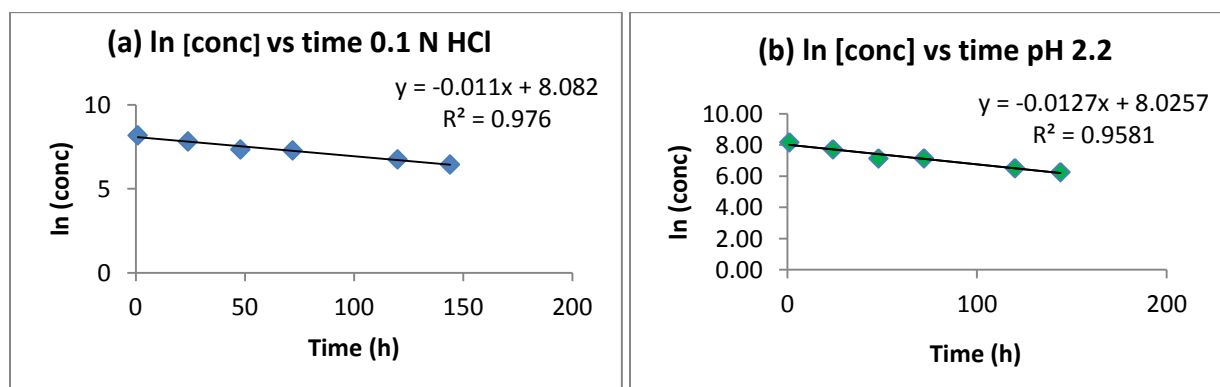 (a) ln [conc] vs time 0.1 N HCl
y = -0.011x + 8.082
R² = 0.976
10
5
0
ln (conc)
0 50 100 150 200
Time (h)
(b) ln [conc] vs time pH 2.2
y = -0.0127x + 8.0257
R² = 0.9581
10.00
8.00
6.00
4.00
2.00
0.00
ln (conc)
0 100 200
Time (h)